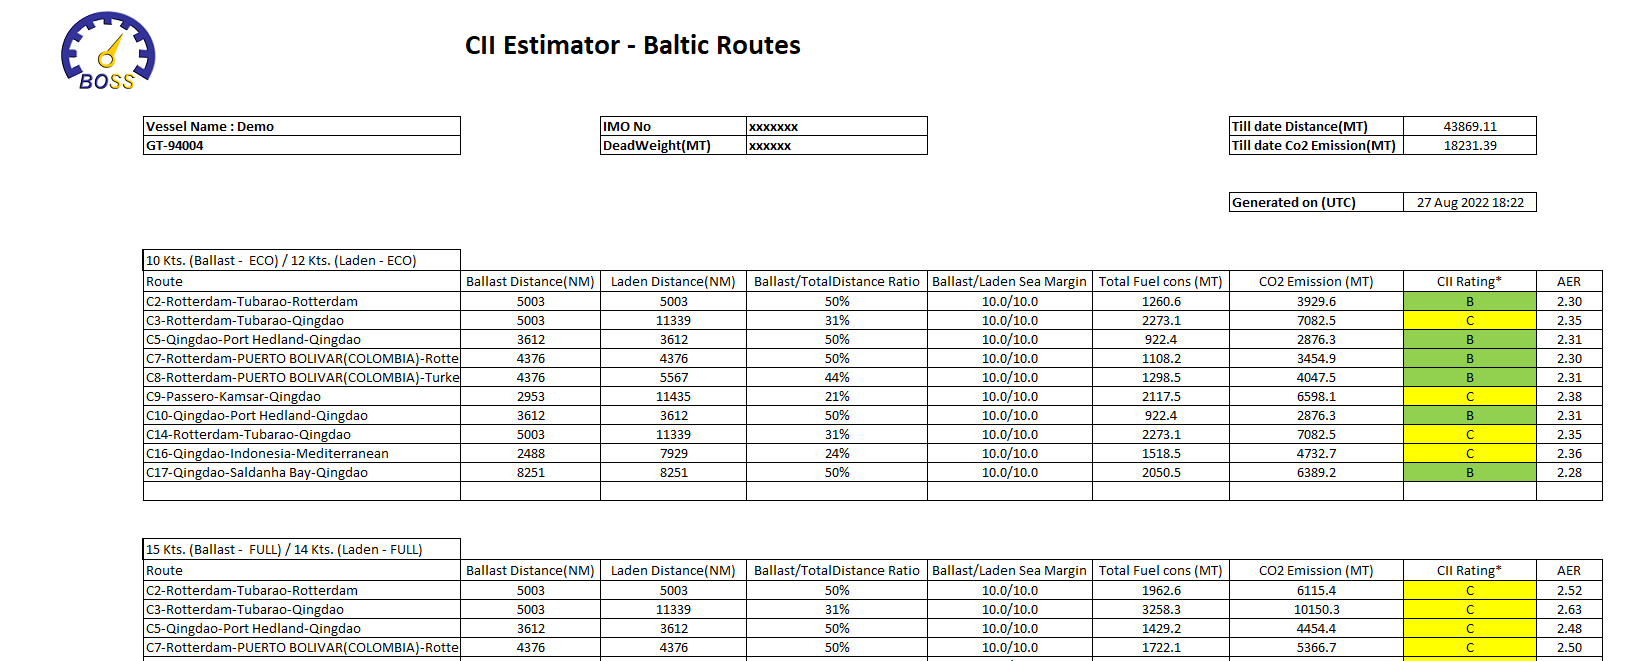 BOSS
CII Estimator - Baltic Routes
Vessel Name : Demo IMO No xxxxxxx Till date Distance(MT) 43869.11
GT-94004 DeadWeight(MT) xxxxxx Till date Co2 Emission(MT) 18231.39
Generated on (UTC) 27 Aug 2022 18:22
10 Kts. (Ballast - ECO) / 12 Kts. (Laden - ECO)
Route Ballast Distance(NM) Laden Distance(NM) Ballast/TotalDistance Ratio Ballast/Laden Sea Margin Total Fuel cons (MT) CO2 Emission (MT) CII Rating* AER
C2-Rotterdam-Tubarao-Rotterdam 5003 5003 50% 10.0/10.0 1260.6 3929.6 B 2.30
C3-Rotterdam-Tubarao-Qingdao 5003 11339 31% 10.0/10.0 2273.1 7082.5 C 2.35
C5-Qingdao-Port Hedland-Qingdao 3612 3612 50% 10.0/10.0 922.4 2876.3 B 2.31
C7-Rotterdam-PUERTO BOLIVAR(COLOMBIA)-Rotte 4376 4376 50% 10.0/10.0 1108.2 3454.9 B 2.30
C8-Rotterdam-PUERTO BOLIVAR(COLOMBIA)-Turke 4376 5567 44% 10.0/10.0 1298.5 4047.5 B 2.31
C9-Passero-Kamsar-Qingdao 2953 11435 21% 10.0/10.0 2117.5 6598.1 C 2.38
C10-Qingdao-Port Hedland-Qingdao 3612 3612 50% 10.0/10.0 922.4 2876.3 B 2.31
C14-Rotterdam-Tubarao-Qingdao 5003 11339 31% 10.0/10.0 2273.1 7082.5 C 2.35
C16-Qingdao-Indonesia-Mediterranean 2488 7929 24% 10.0/10.0 1518.5 4732.7 C 2.36
C17-Qingdao-Saldanha Bay-Qingdao 8251 8251 50% 10.0/10.0 2050.5 6389.2 B 2.28
15 Kts. (Ballast - FULL) / 14 Kts. (Laden - FULL)
Route Ballast Distance(NM) Laden Distance(NM) Ballast/TotalDistance Ratio Ballast/Laden Sea Margin Total Fuel cons (MT) CO2 Emission (MT) CII Rating* AER
C2-Rotterdam-Tubarao-Rotterdam 5003 5003 50% 10.0/10.0 1962.6 6115.4 C 2.52
C3-Rotterdam-Tubarao-Qingdao 5003 11339 31% 10.0/10.0 3258.3 10150.3 C 2.63
C5-Qingdao-Port Hedland-Qingdao 3612 3612 50% 10.0/10.0 1429.2 4454.4 C 2.48
C7-Rotterdam-PUERTO BOLIVAR(COLOMBIA)-Rotte 4376 4376 50% 10.0/10.0 1722.1 5366.7 C 2.50